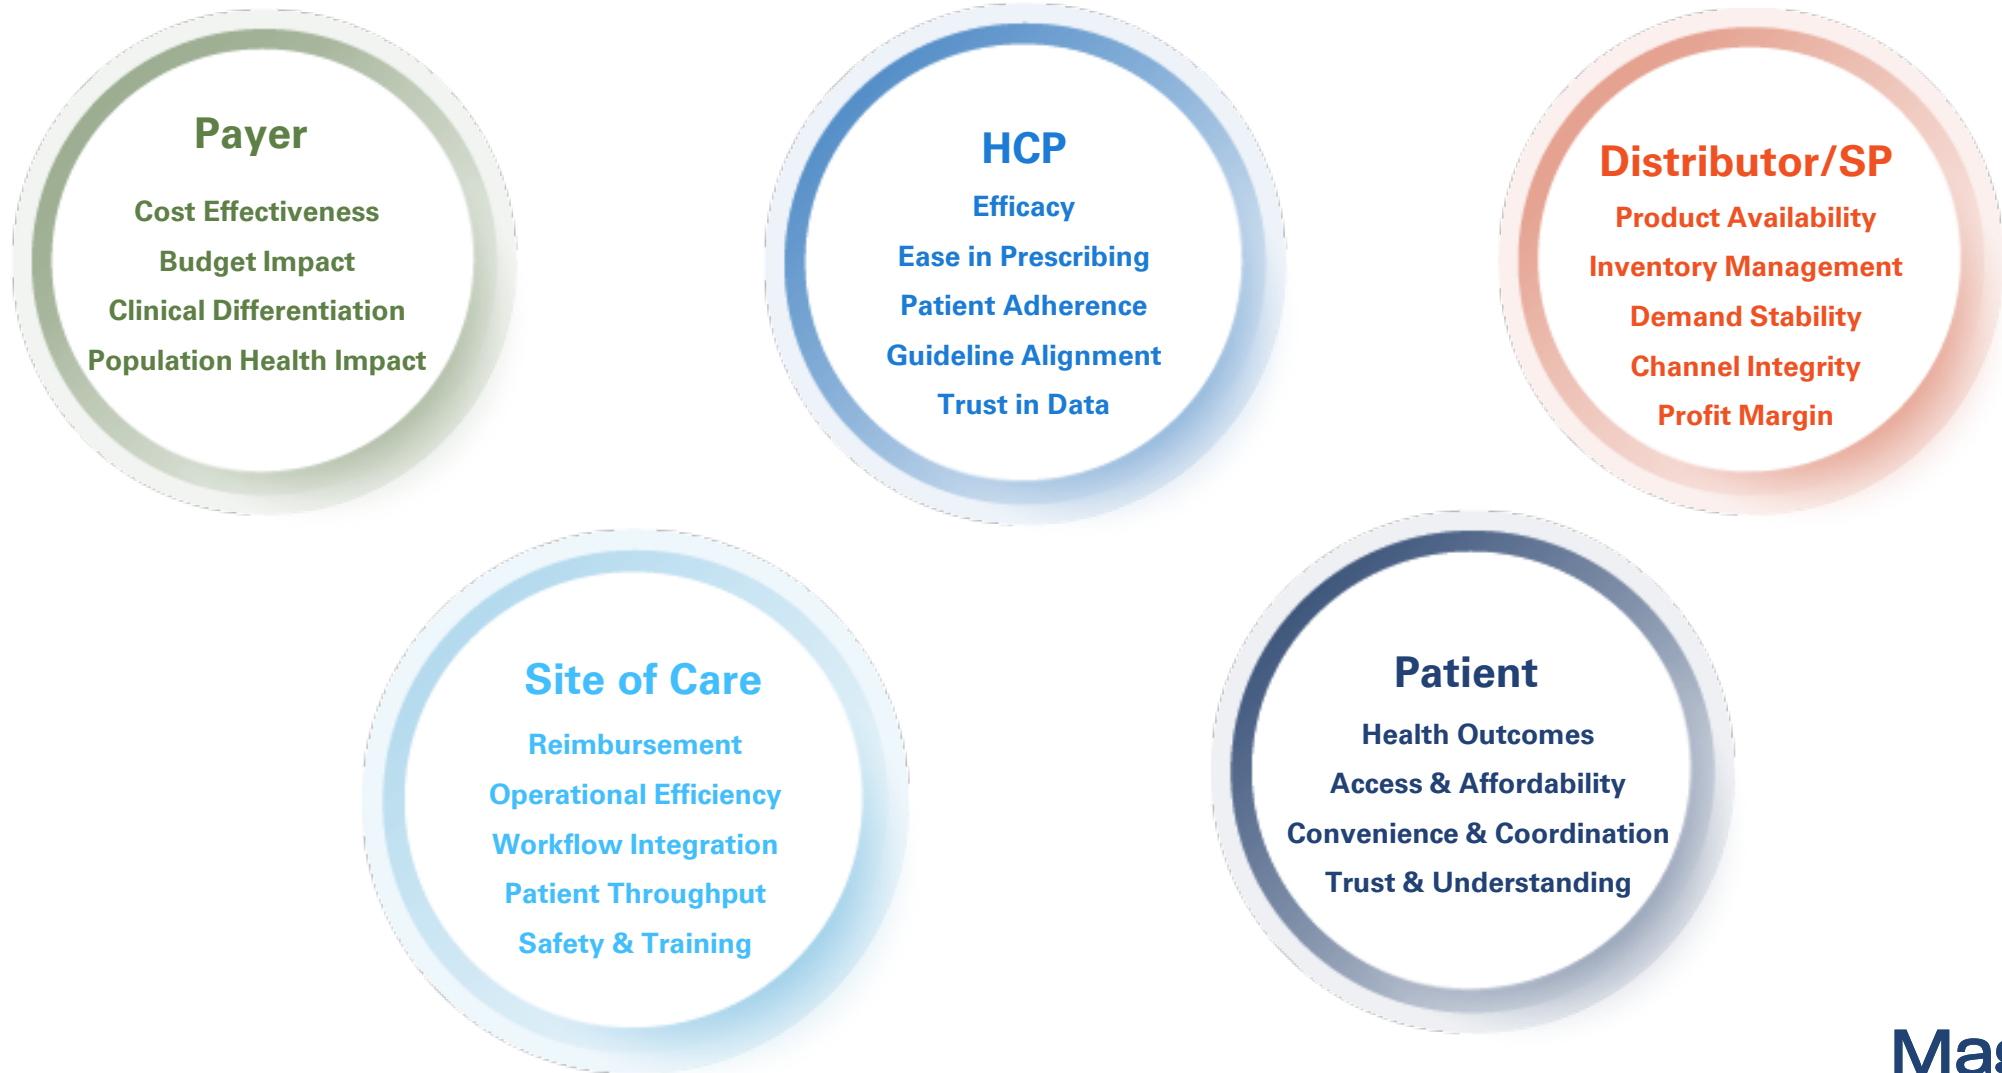 Payer
Cost Effectiveness
Budget Impact
Clinical Differentiation
Population Health Impact
HCP
Efficacy
Ease in Prescribing
Patient Adherence
Guideline Alignment
Trust in Data
Distributor/SP
Product Availability
Inventory Management
Demand Stability
Channel Integrity
Profit Margin
Site of Care
Reimbursement
Operational Efficiency
Workflow Integration
Patient Throughput
Safety & Training
Patient
Health Outcomes
Access & Affordability
Convenience & Coordination
Trust & Understanding